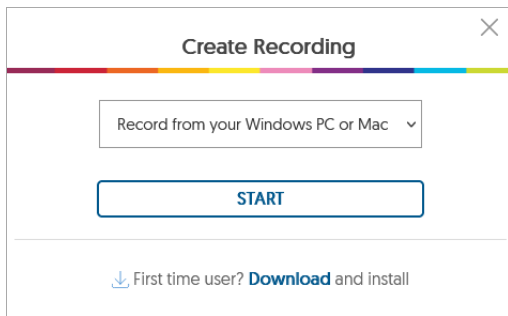 Create Recording
Record from your Windows PC or Mac
START
First time user? Download and install